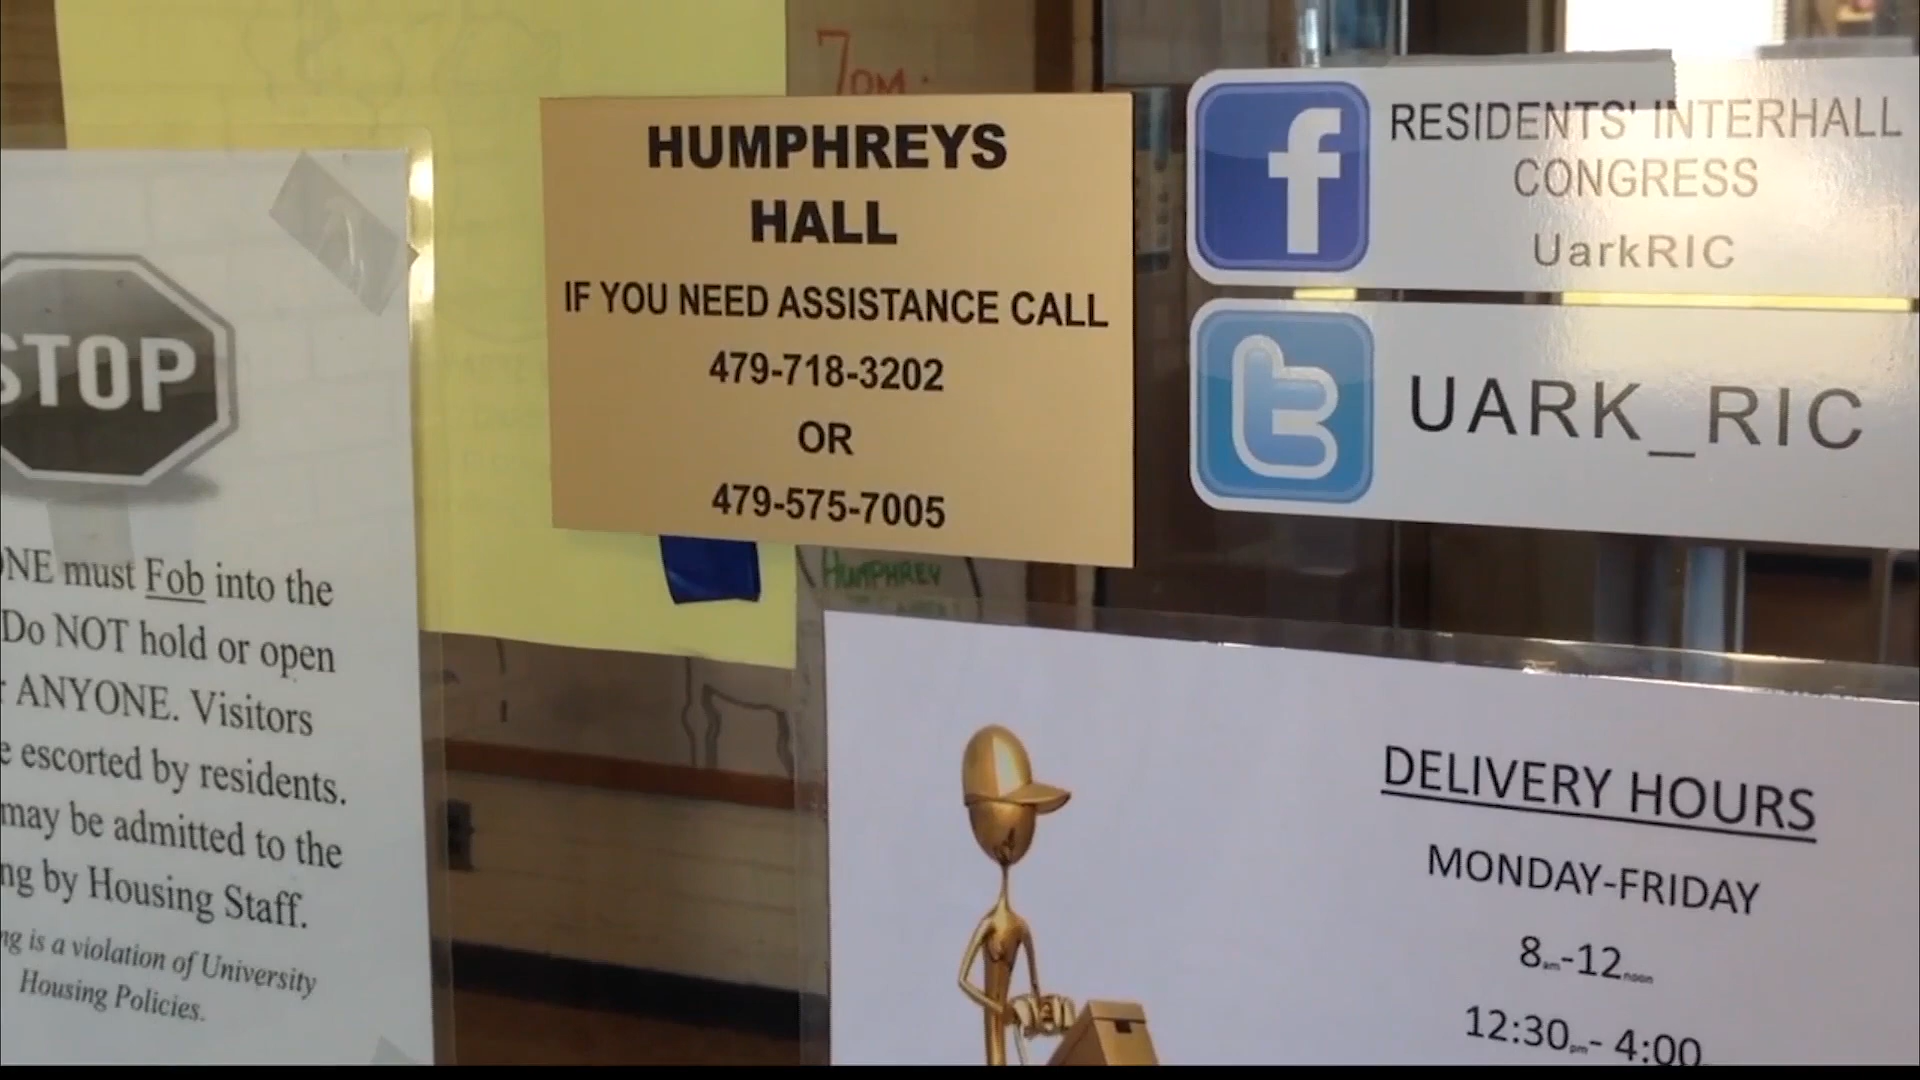 7PM:
HUMPHREYS
HALL
IF YOU NEED ASSISTANCE CALL
479-718-3202
OR
479-575-7005
f RESIDENTS' INTERHALL
CONGRESS
UarkRIC
t UARK_RIC
STOP
ONE must Fob into the
Do NOT hold or open
ANYONE. Visitors
e escorted by residents.
may be admitted to the
ng by Housing Staff.
ng is a violation of University
Housing Policies.
HUMPHREY
DELIVERY HOURS
MONDAY-FRIDAY
8am-12noon
12:30pm- 4:00